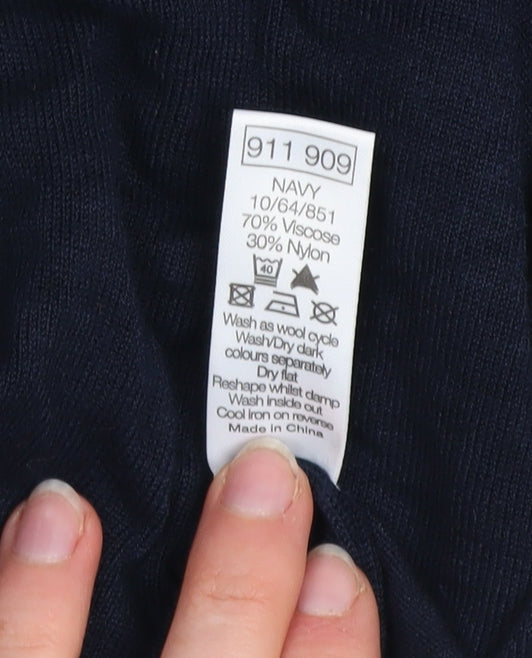 911 909
NAVY
10/64/851
70% Viscose
30% Nylon
40
Wash as wool cycle
Wash/Dry dark
colours separately
Dry flat
Reshape whilst damp
Wash inside out
Cool iron on reverse
Made in China